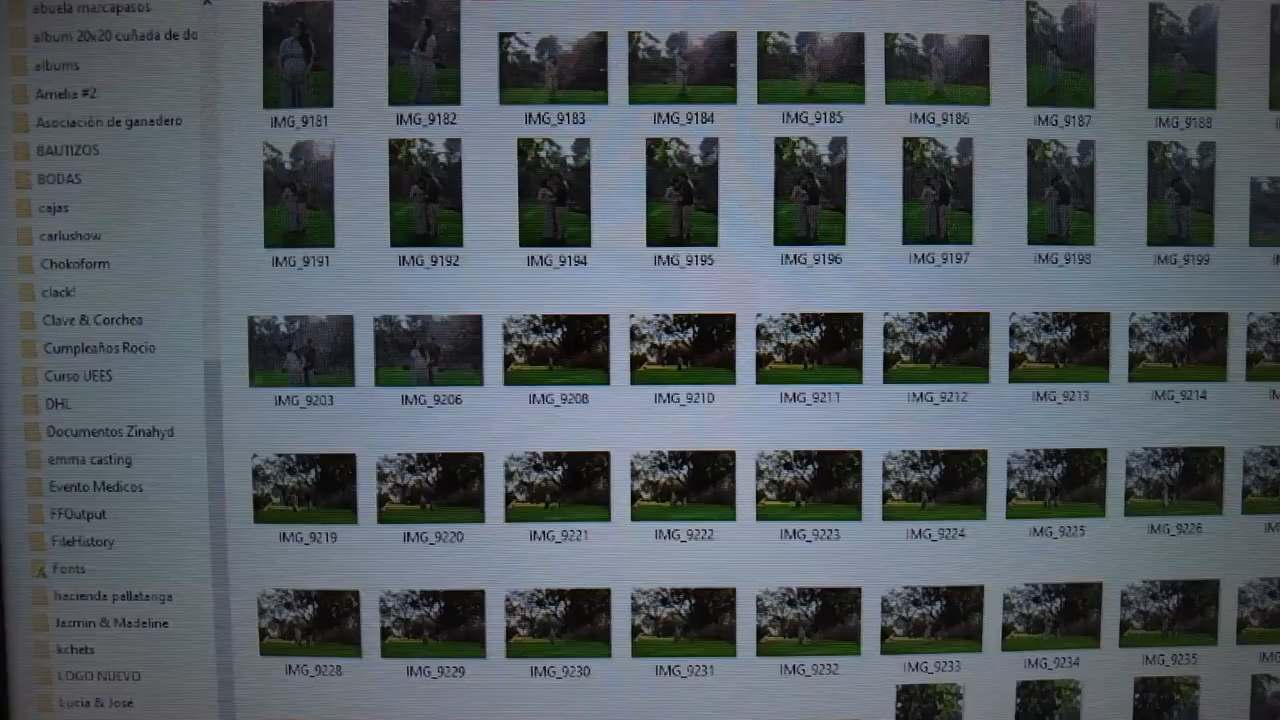 abuela marcapasos
album 20x20 cuñada de do
albums
Amelia #2
Asociación de ganadero
BAUTIZOS
BODAS
cajas
carlushow
Chokoform
clack!
Clave & Corchea
Cumpleaños Rocio
Curso UEES
DHL
Documentos Zinahyd
emma casting
Evento Medicos
FFOutput
FileHistory
Fonts
hacienda pallatanga
Jazmin & Madeline
kchets
LOGO NUEVO
Lucia & José
IMG_9181 IMG_9182 IMG_9183 IMG_9184 IMG_9185 IMG_9186 IMG_9187 IMG_9188
IMG_9191 IMG_9192 IMG_9194 IMG_9195 IMG_9196 IMG_9197 IMG_9198 IMG_9199
IMG_9203 IMG_9206 IMG_9208 IMG_9210 IMG_9211 IMG_9212 IMG_9213 IMG_9214
IMG_9219 IMG_9220 IMG_9221 IMG_9222 IMG_9223 IMG_9224 IMG_9225 IMG_9226
IMG_9228 IMG_9229 IMG_9230 IMG_9231 IMG_9232 IMG_9233 IMG_9234 IMG_9235